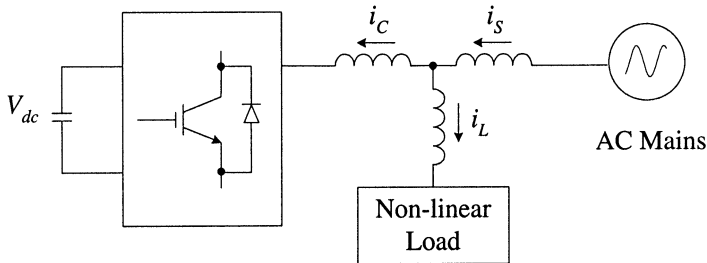 i_C
i_S
V_dc
i_L
AC Mains
Non-linear
Load